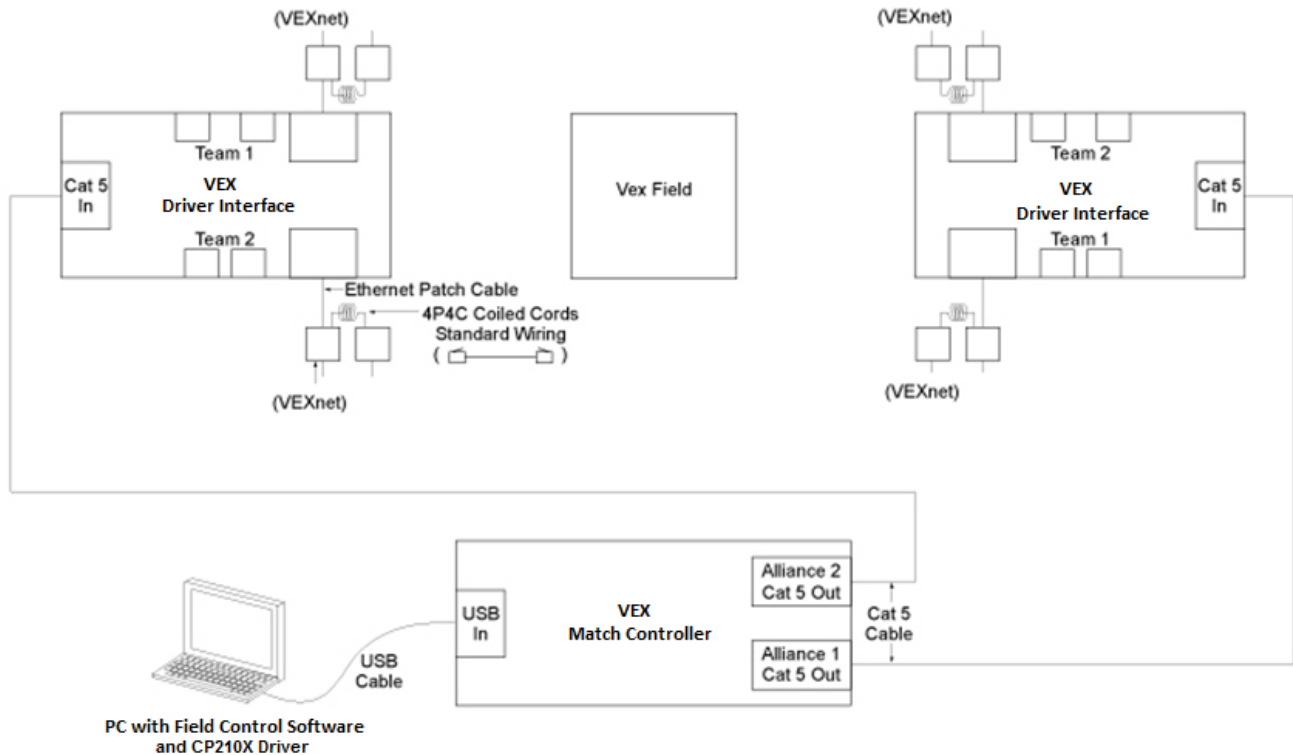 (VEXnet)
(VEXnet)
Team 1
Team 2
Cat 5
In
VEX
Driver Interface
Vex Field
VEX
Driver Interface
Cat 5
In
Team 2
Team 1
Ethernet Patch Cable
4P4C Coiled Cords
Standard Wiring
( )
(VEXnet)
(VEXnet)
Alliance 2
Cat 5 Out
USB
In
VEX
Match Controller
Cat 5
Cable
Alliance 1
Cat 5 Out
USB
Cable
PC with Field Control Software
and CP210X Driver